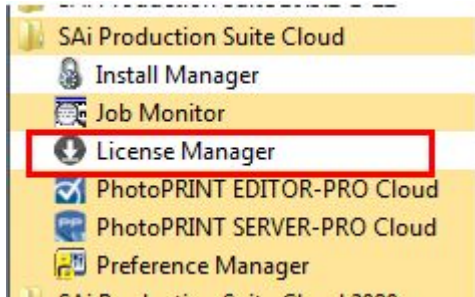 SAi Production Suite Cloud
Install Manager
Job Monitor
License Manager
PhotoPRINT EDITOR-PRO Cloud
PhotoPRINT SERVER-PRO Cloud
Preference Manager